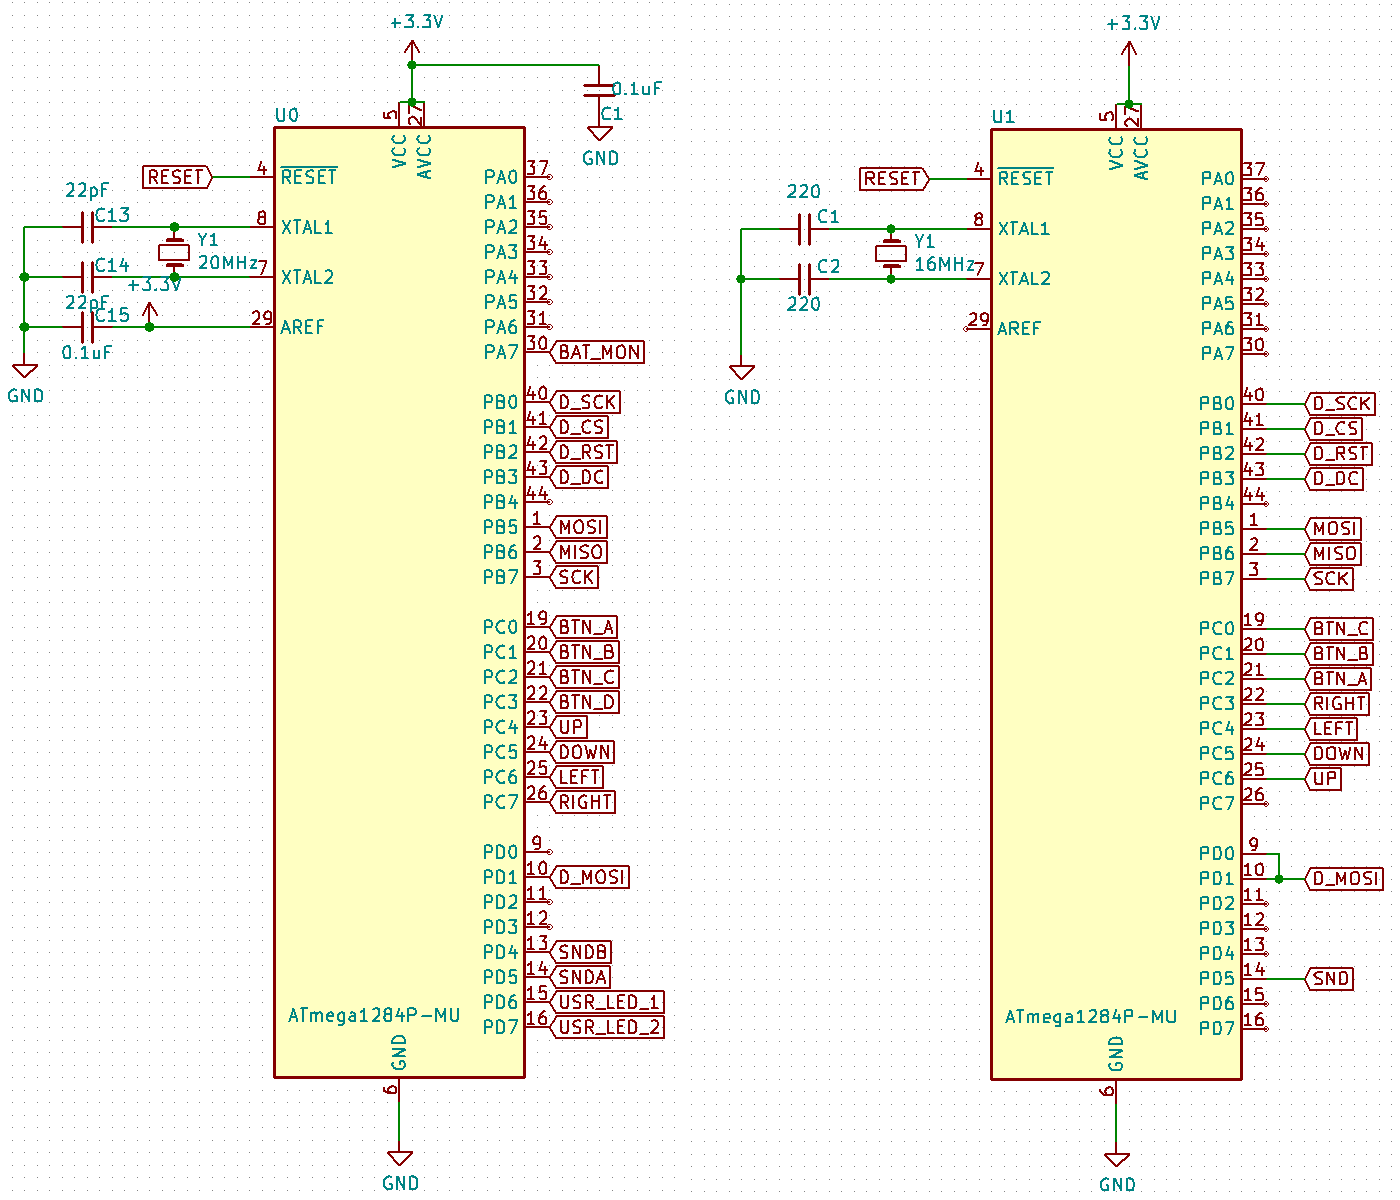 +3.3V
0.1uF
C1
GND
U0
5
27
VCC
AVCC
RESET
4
RESET
22pF
C13
8
XTAL1
Y1
20MHz
C14
7
XTAL2
+3.3V
22pF
C15
29
AREF
0.1uF
GND
PA0 37
PA1 36
PA2 35
PA3 34
PA4 33
PA5 32
PA6 31
PA7 30 BAT_MON
PB0 40 D_SCK
PB1 41 D_CS
PB2 42 D_RST
PB3 43 D_DC
PB4 44
PB5 1 MOSI
PB6 2 MISO
PB7 3 SCK
PC0 19 BTN_A
PC1 20 BTN_B
PC2 21 BTN_C
PC3 22 BTN_D
PC4 23 UP
PC5 24 DOWN
PC6 25 LEFT
PC7 26 RIGHT
PD0 9
PD1 10 D_MOSI
PD2 11
PD3 12
PD4 13 SNDB
PD5 14 SNDA
PD6 15 USR_LED_1
PD7 16 USR_LED_2
ATmega1284P-MU
GND
6
GND
+3.3V
U1
5
27
VCC
AVCC
RESET
4
RESET
220
C1
8
XTAL1
Y1
16MHz
C2
7
XTAL2
220
29
AREF
GND
PA0 37
PA1 36
PA2 35
PA3 34
PA4 33
PA5 32
PA6 31
PA7 30
PB0 40 D_SCK
PB1 41 D_CS
PB2 42 D_RST
PB3 43 D_DC
PB4 44
PB5 1 MOSI
PB6 2 MISO
PB7 3 SCK
PC0 19 BTN_C
PC1 20 BTN_B
PC2 21 BTN_A
PC3 22 RIGHT
PC4 23 LEFT
PC5 24 DOWN
PC6 25 UP
PC7 26
PD0 9
PD1 10 D_MOSI
PD2 11
PD3 12
PD4 13
PD5 14 SND
PD6 15
PD7 16
ATmega1284P-MU
GND
6
GND